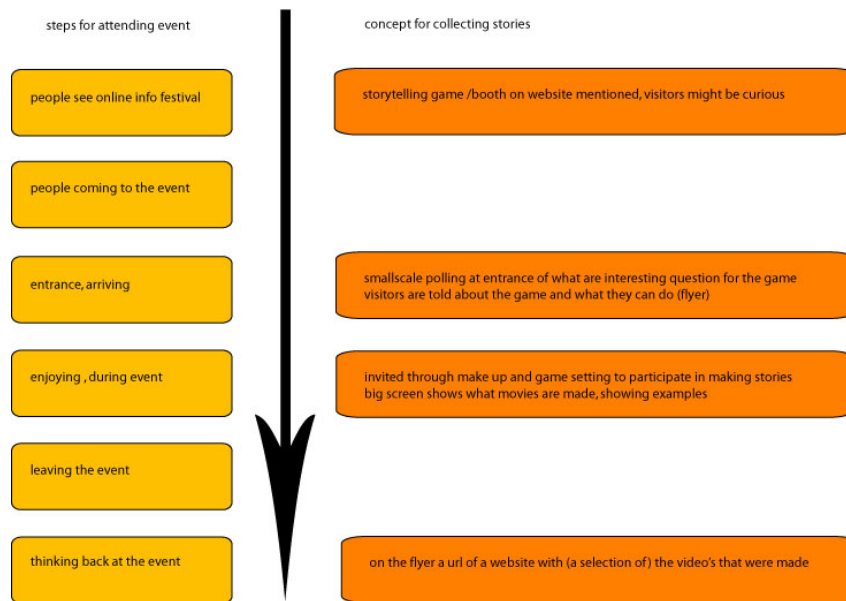 steps for attending event
concept for collecting stories
people see online info festival
storytelling game /booth on website mentioned, visitors might be curious
people coming to the event
entrance, arriving
smallscale polling at entrance of what are interesting question for the game
visitors are told about the game and what they can do (flyer)
enjoying , during event
invited through make up and game setting to participate in making stories
big screen shows what movies are made, showing examples
leaving the event
thinking back at the event
on the flyer a url of a website with (a selection of) the video's that were made